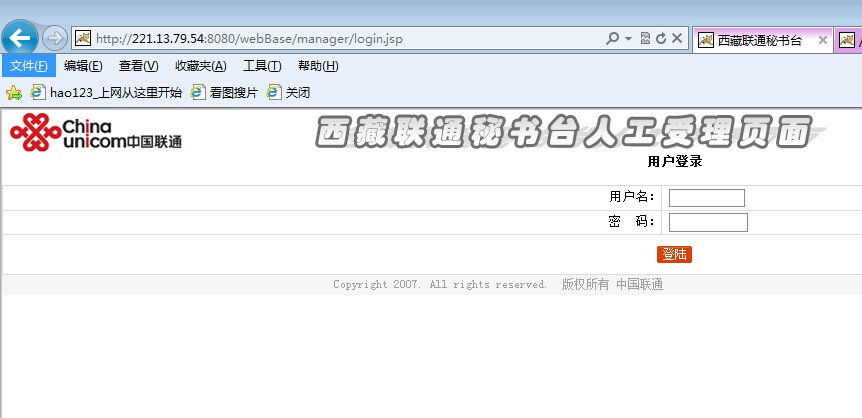 http://221.13.79.54:8080/webBase/manager/login.jsp
西藏联通秘书台
文件(F) 编辑(E) 查看(V) 收藏夹(A) 工具(T) 帮助(H)
hao123_上网从这里开始 看图搜片 关闭
China
unicom中国联通
西藏联通秘书台人工受理页面
用户登录
用户名：
密 码：
登陆
Copyright 2007. All rights reserved. 版权所有 中国联通